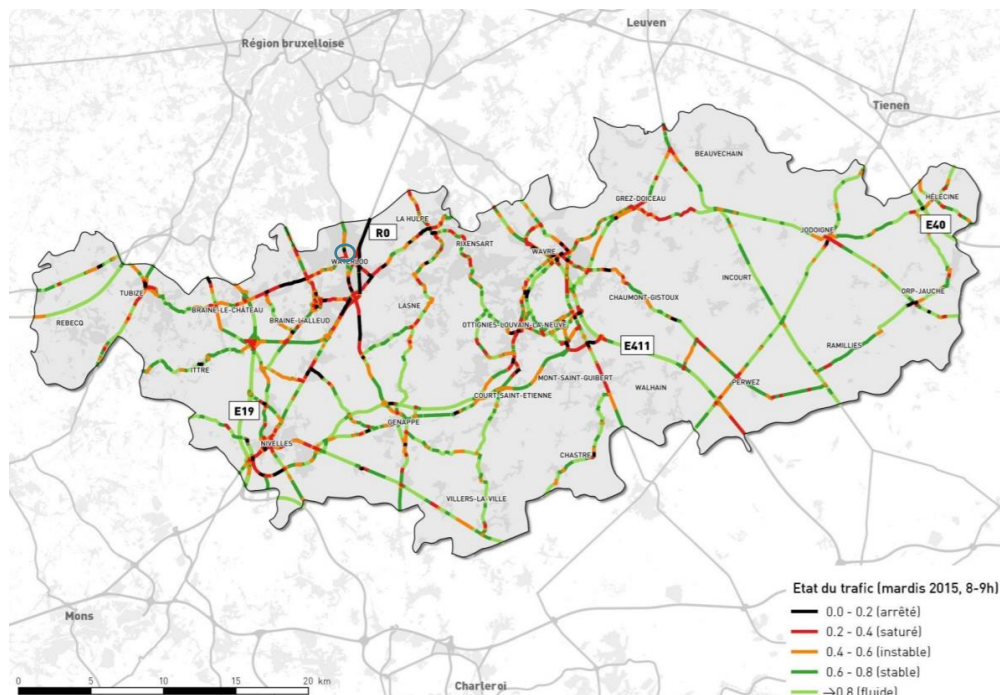 Région bruxelloise
Leuven
Tienen
BEAUVECHAIN
HÉLÉCINE
GREZ-DOICEAU
LA HULPE
R0
RIXENSART
JODOIGNE
E40
WATERLOO
WAVRE
TUBIZE
INCOURT
ORP-JAUCHE
CHAUMONT-GISTOUX
BRAINE-LE-CHÂTEAU
LASNE
REBECQ
BRAINE-L'ALLEUD
OTTIGNIES-LOUVAIN-LA-NEUVE
E411
RAMILLIES
ITTRE
MONT-SAINT-GUIBERT
WALHAIN
PERWEZ
COURT-SAINT-ETIENNE
E19
GENAPPE
NIVELLES
CHASTRE
VILLERS-LA-VILLE
Mons
Charleroi
Etat du trafic (mardis 2015, 8-9h)
0.0 - 0.2 (arrêté)
0.2 - 0.4 (saturé)
0.4 - 0.6 (instable)
0.6 - 0.8 (stable)
→0.8 (fluide)
0 5 10 20 km